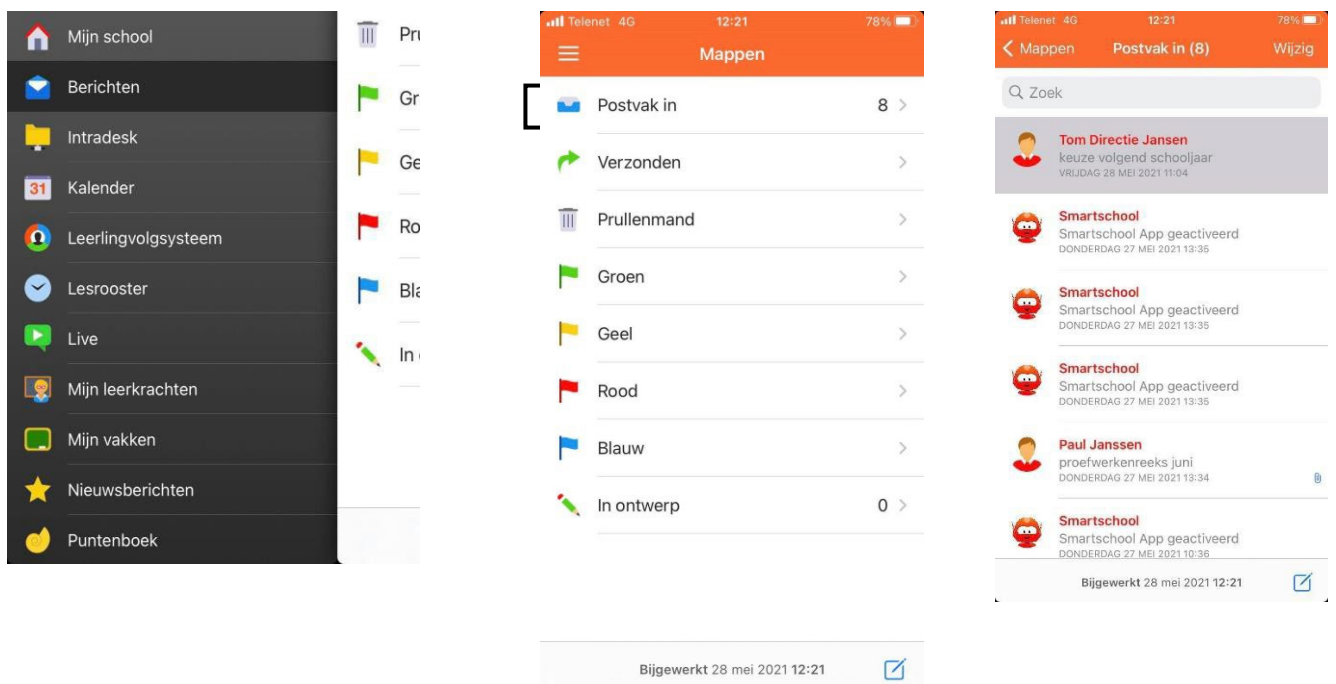 Mijn school
Berichten
Intradesk
31 Kalender
Leerlingvolgsysteem
Lesrooster
Live
Mijn leerkrachten
Mijn vakken
Nieuwsberichten
Puntenboek
Pru
Gr
Ge
Ro
Bla
In
Telenet 4G 12:21 78%
Mappen
Postvak in 8
Verzonden
Prullenmand
Groen
Geel
Rood
Blauw
In ontwerp 0
Bijgewerkt 28 mei 2021 12:21
Telenet 4G 12:21 78%
Mappen Postvak in (8) Wijzig
Zoek
Tom Directie Jansen
keuze volgend schooljaar
VRIJDAG 28 MEI 2021 11:04
Smartschool
Smartschool App geactiveerd
DONDERDAG 27 MEI 2021 13:35
Smartschool
Smartschool App geactiveerd
DONDERDAG 27 MEI 2021 13:35
Smartschool
Smartschool App geactiveerd
DONDERDAG 27 MEI 2021 13:35
Paul Janssen
proefwerkenreeks juni
DONDERDAG 27 MEI 2021 13:34
Smartschool
Smartschool App geactiveerd
DONDERDAG 27 MEI 2021 10:36
Bijgewerkt 28 mei 2021 12:21